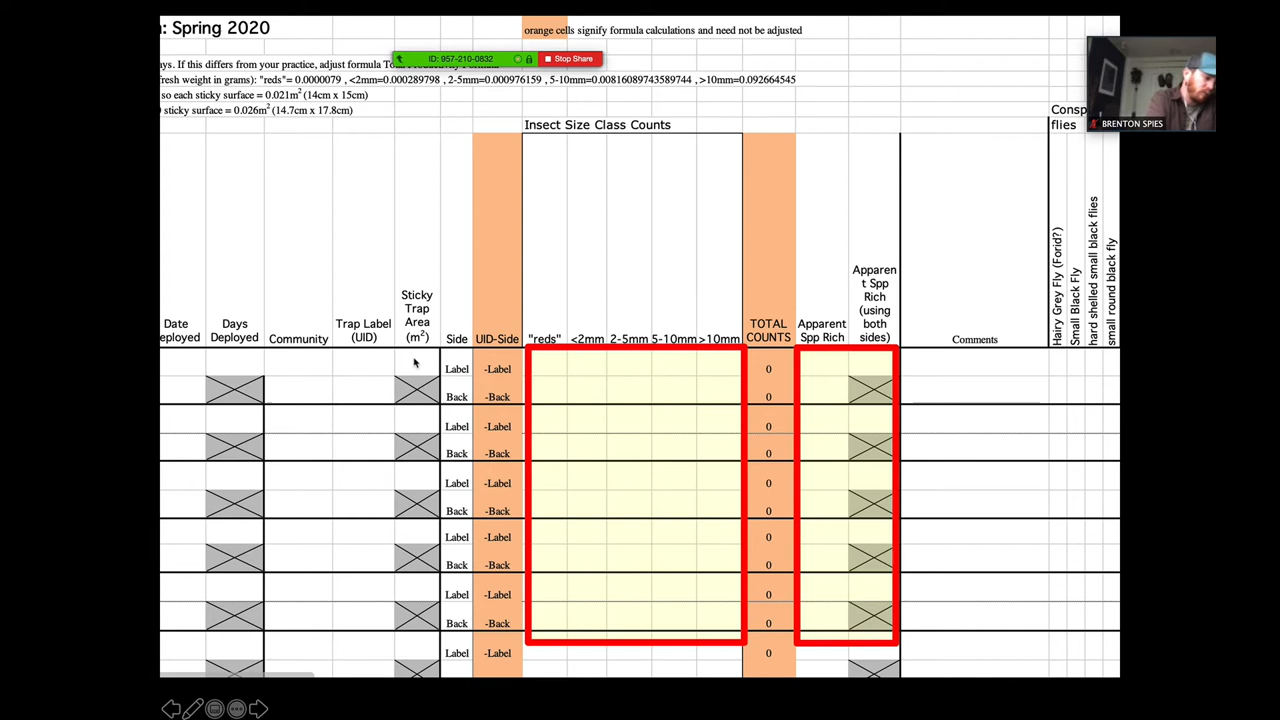 : Spring 2020
orange cells signify formula calculations and need not be adjusted
ays. If this differs from your practice, adjust formula
ID: 957-210-0832
Stop Share
resh weight in grams): "reds"= 0.0000079 , <2mm=0.000289798 , 2-5mm=0.000976159 , 5-10mm=0.00816089743589744 , >10mm=0.092664545
so each sticky surface = 0.021m² (14cm x 15cm)
sticky surface = 0.026m² (14.7cm x 17.8cm)
BRENTON SPIES
Consp
flies
Insect Size Class Counts
Date
eployed
Days
Deployed
Community
Trap Label
(UID)
Sticky
Trap
Area
(m²)
Side
UID-Side
"reds"
<2mm
2-5mm
5-10mm
>10mm
TOTAL
COUNTS
Apparent
Spp Rich
Apparen
t Spp
Rich
(using
both
sides)
Comments
Hairy Grey Fly (Forid?)
Small Black Fly
hard shelled small black flies
small round black fly
Label -Label 0
Back -Back 0
Label -Label 0
Back -Back 0
Label -Label 0
Back -Back 0
Label -Label 0
Back -Back 0
Label -Label 0
Back -Back 0
Label -Label 0